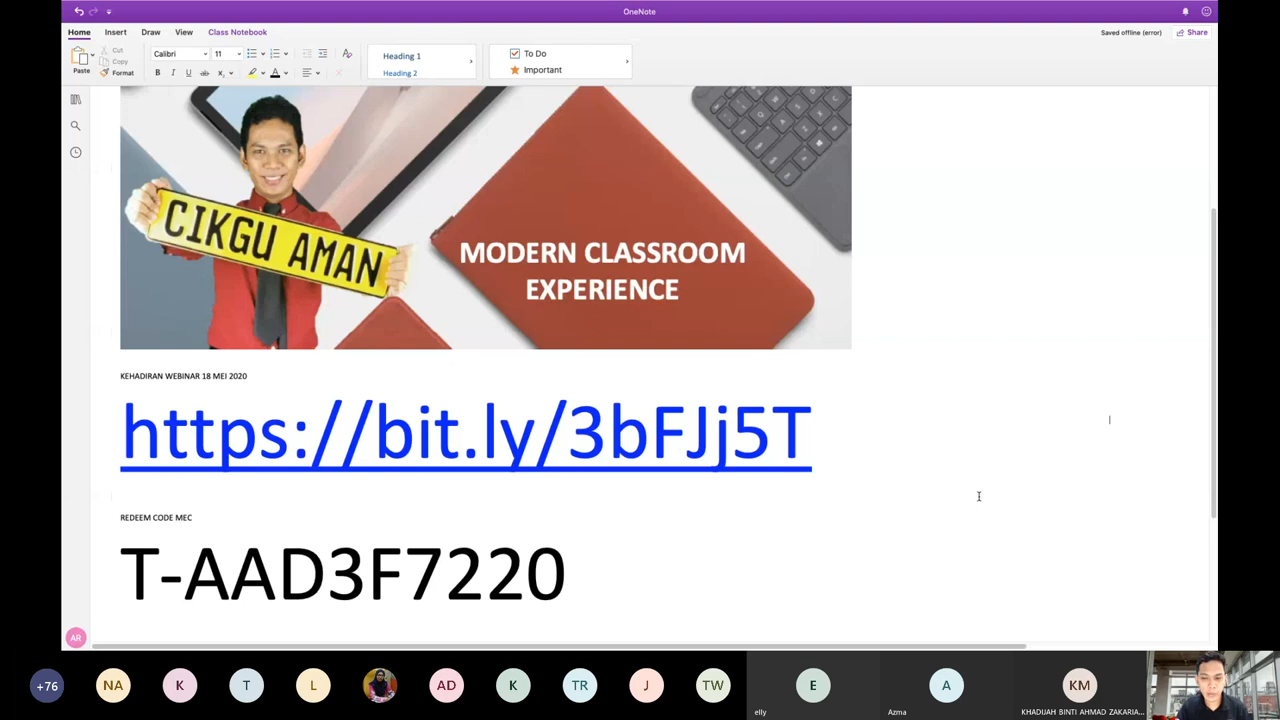 OneNote
Home Insert Draw View Class Notebook
Saved offline (error) Share
Paste
Cut
Copy
Format
Calibri 11
B I U ab
Heading 1
Heading 2
To Do
Important
CIKGU AMAN
MODERN CLASSROOM
EXPERIENCE
KEHADIRAN WEBINAR 18 MEI 2020
https://bit.ly/3bFJj5T
REDEEM CODE MEC
T-AAD3F7220
AR
+76 NA K T L AD K TR J TW E A KM
elly Azma KHADIJAH BINTI AHMAD ZAKARIA...